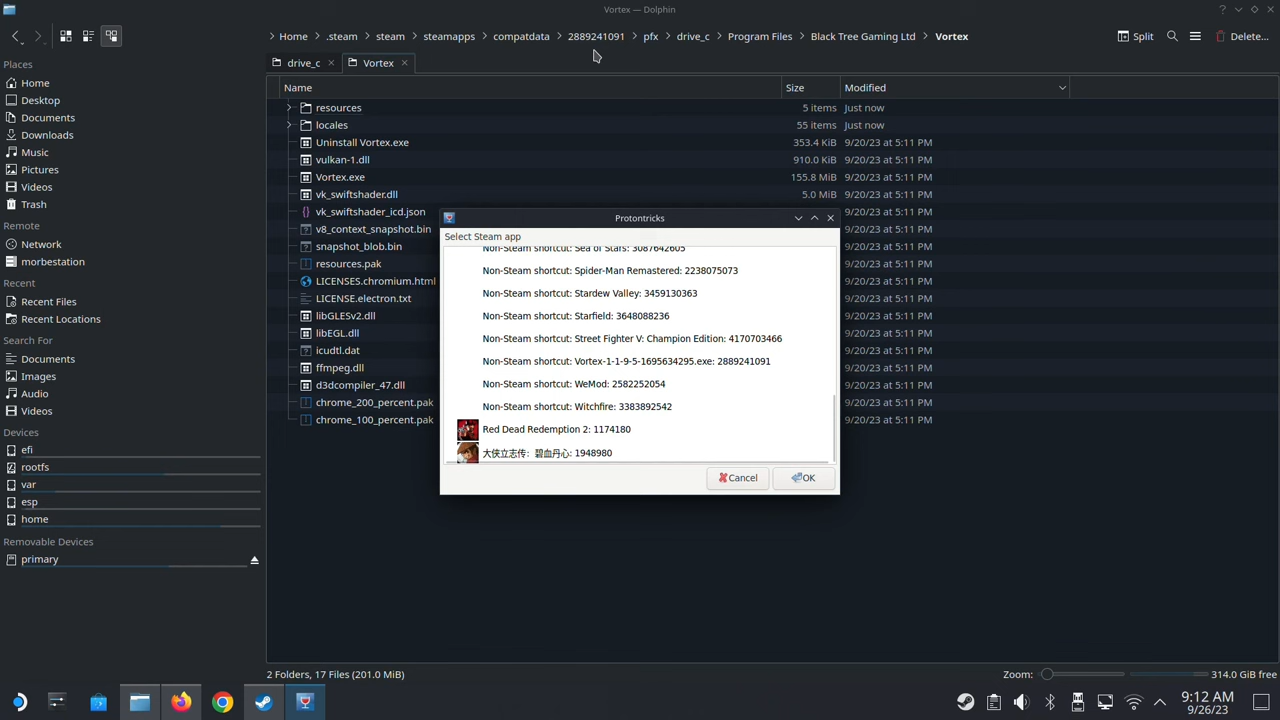 Vortex — Dolphin
Home > .steam > steam > steamapps > compatdata > 2889241091 > pfx > drive_c > Program Files > Black Tree Gaming Ltd > Vortex
Split
Delete...
Places
Home
Desktop
Documents
Downloads
Music
Pictures
Videos
Trash
Remote
Network
morbestation
Recent
Recent Files
Recent Locations
Search For
Documents
Images
Audio
Videos
Devices
efi
rootfs
var
esp
home
Removable Devices
primary
drive_c
Vortex
Name Size Modified
resources 5 items Just now
locales 55 items Just now
Uninstall Vortex.exe 353.4 KiB 9/20/23 at 5:11 PM
vulkan-1.dll 910.0 KiB 9/20/23 at 5:11 PM
Vortex.exe 155.8 MiB 9/20/23 at 5:11 PM
vk_swiftshader.dll 5.0 MiB 9/20/23 at 5:11 PM
vk_swiftshader_icd.json 9/20/23 at 5:11 PM
v8_context_snapshot.bin 9/20/23 at 5:11 PM
snapshot_blob.bin 9/20/23 at 5:11 PM
resources.pak 9/20/23 at 5:11 PM
LICENSES.chromium.html 9/20/23 at 5:11 PM
LICENSE.electron.txt 9/20/23 at 5:11 PM
libGLESv2.dll 9/20/23 at 5:11 PM
libEGL.dll 9/20/23 at 5:11 PM
icudtl.dat 9/20/23 at 5:11 PM
ffmpeg.dll 9/20/23 at 5:11 PM
d3dcompiler_47.dll 9/20/23 at 5:11 PM
chrome_200_percent.pak 9/20/23 at 5:11 PM
chrome_100_percent.pak 9/20/23 at 5:11 PM
Protontricks
Select Steam app
Non-Steam shortcut: Sea of Stars: 3087642605
Non-Steam shortcut: Spider-Man Remastered: 2238075073
Non-Steam shortcut: Stardew Valley: 3459130363
Non-Steam shortcut: Starfield: 3648088236
Non-Steam shortcut: Street Fighter V: Champion Edition: 4170703466
Non-Steam shortcut: Vortex-1-1-9-5-1695634295.exe: 2889241091
Non-Steam shortcut: WeMod: 2582252054
Non-Steam shortcut: Witchfire: 3383892542
Red Dead Redemption 2: 1174180
大侠立志传：碧血丹心: 1948980
Cancel
OK
2 Folders, 17 Files (201.0 MiB)
Zoom:
314.0 GiB free
9:12 AM
9/26/23